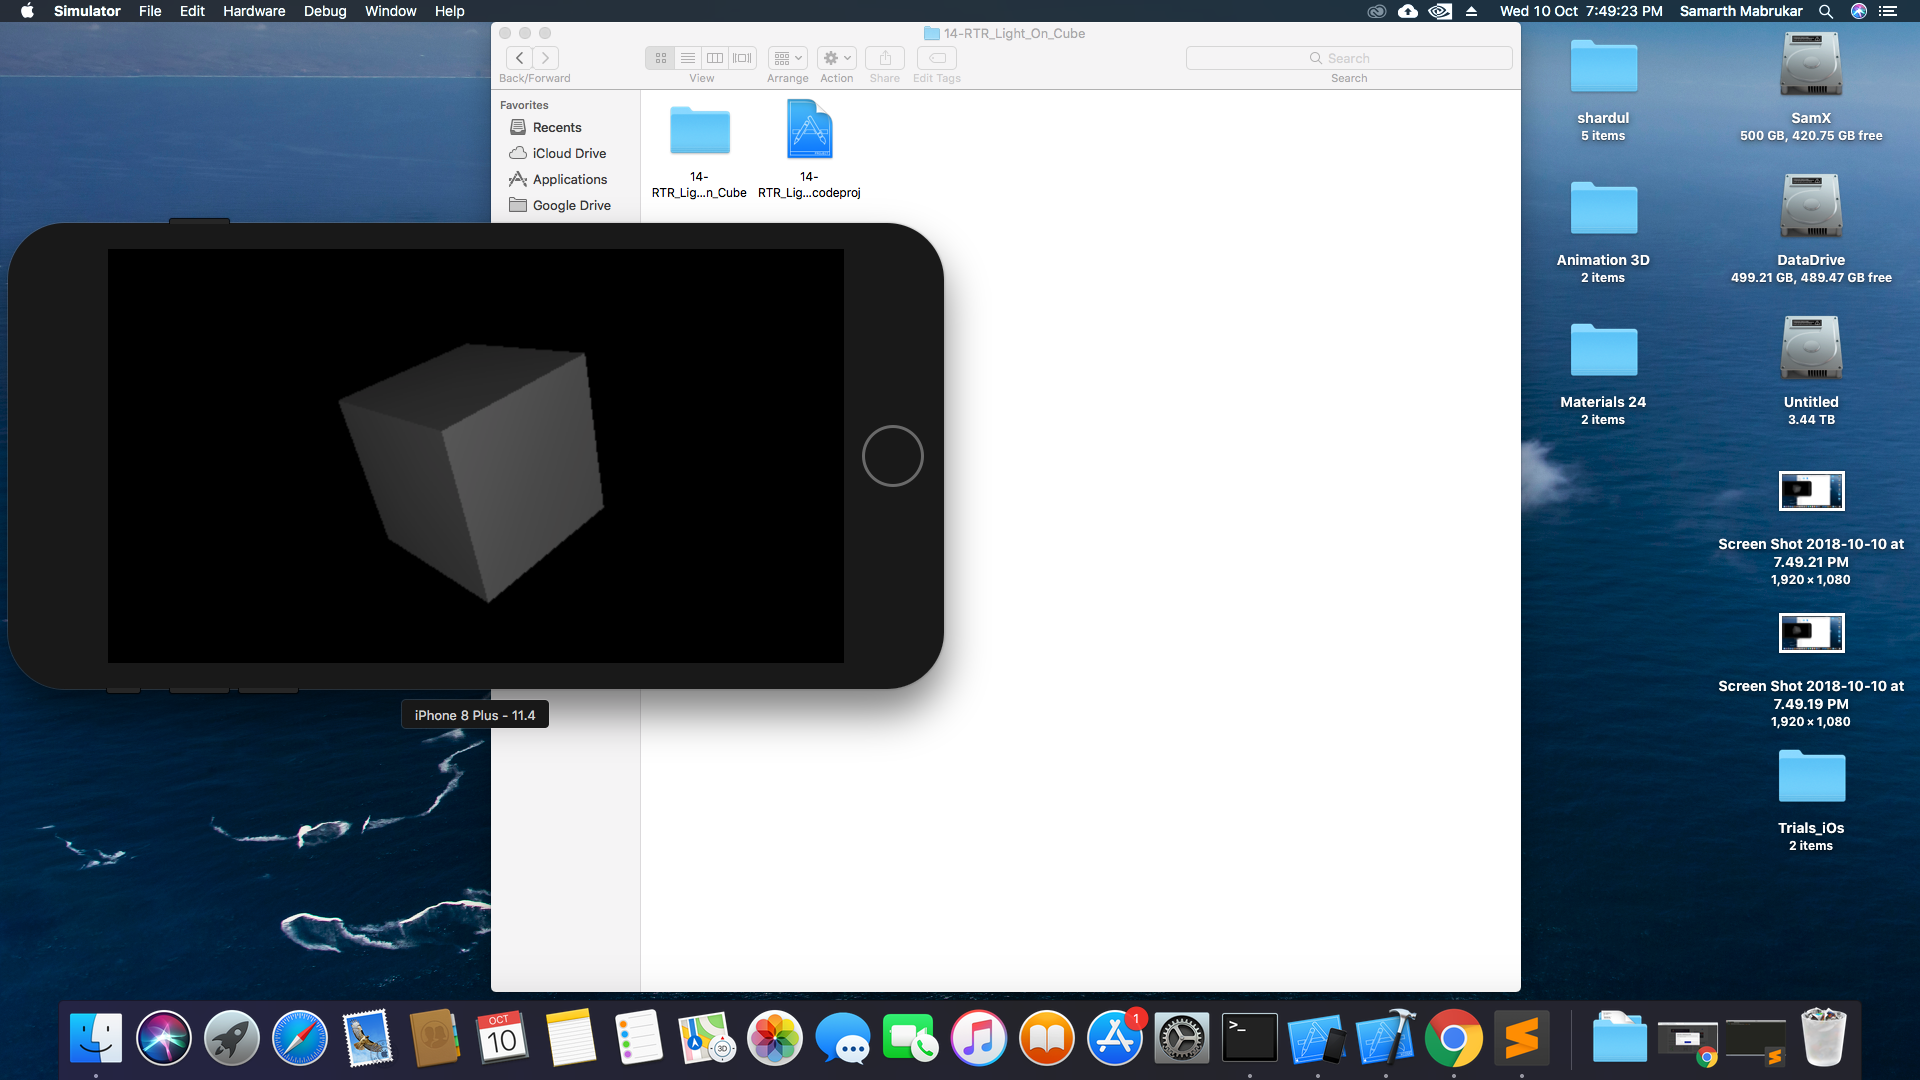 Simulator File Edit Hardware Debug Window Help
Wed 10 Oct 7:49:23 PM Samarth Mabrukar
14-RTR_Light_On_Cube
Search
Back/Forward View Arrange Action Share Edit Tags Search
Favorites
Recents
iCloud Drive
Applications
Google Drive
14-
RTR_Lig...n_Cube
14-
RTR_Lig...codeproj
PROJECT
iPhone 8 Plus - 11.4
shardul
5 items
Animation 3D
2 items
Materials 24
2 items
SamX
500 GB, 420.75 GB free
DataDrive
499.21 GB, 489.47 GB free
Untitled
3.44 TB
Screen Shot 2018-10-10 at
7.49.21 PM
1,920 × 1,080
Screen Shot 2018-10-10 at
7.49.19 PM
1,920 × 1,080
Trials_iOs
2 items
OCT
10
3D
1
>_